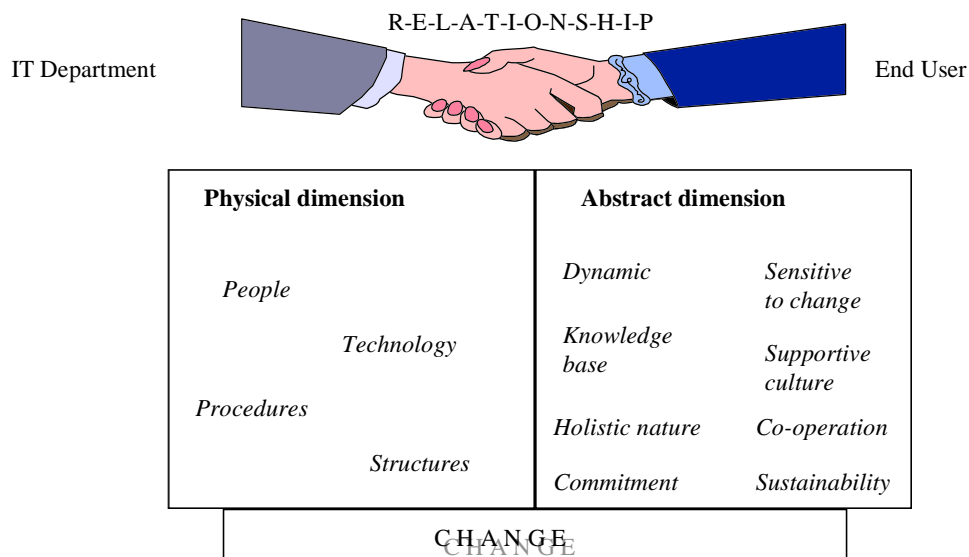 R-E-L-A-T-I-O-N-S-H-I-P
IT Department
End User
Physical dimension
People
Technology
Procedures
Structures
Abstract dimension
Dynamic
Sensitive
to change
Knowledge
base
Supportive
culture
Holistic nature
Co-operation
Commitment
Sustainability
C H A N G E
C H A N G E